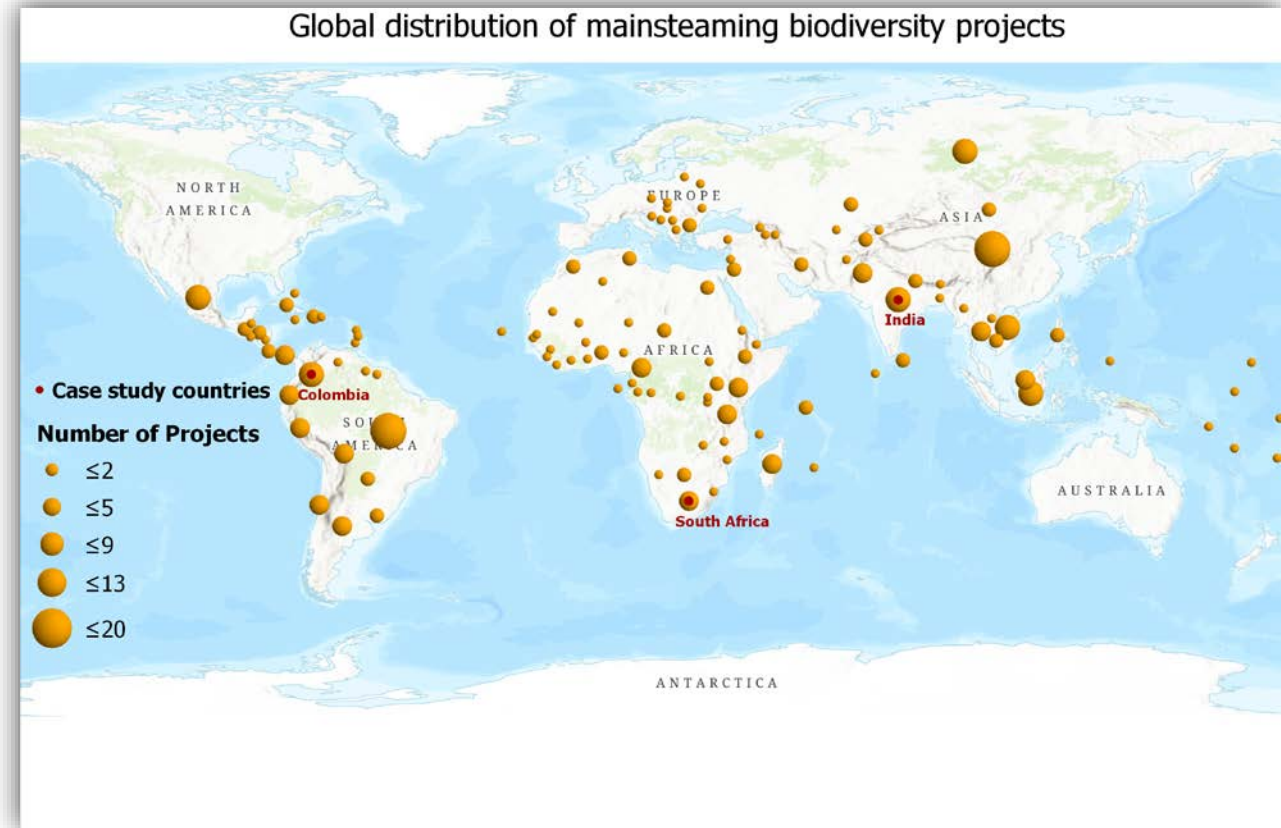 Global distribution of mainsteaming biodiversity projects
NORTH
AMERICA
EUROPE
ASIA
India
AFRICA
• Case study countries
Colombia
Number of Projects
SOUTH
AMERICA
≤2
≤5
≤9
≤13
≤20
AUSTRALIA
South Africa
ANTARCTICA